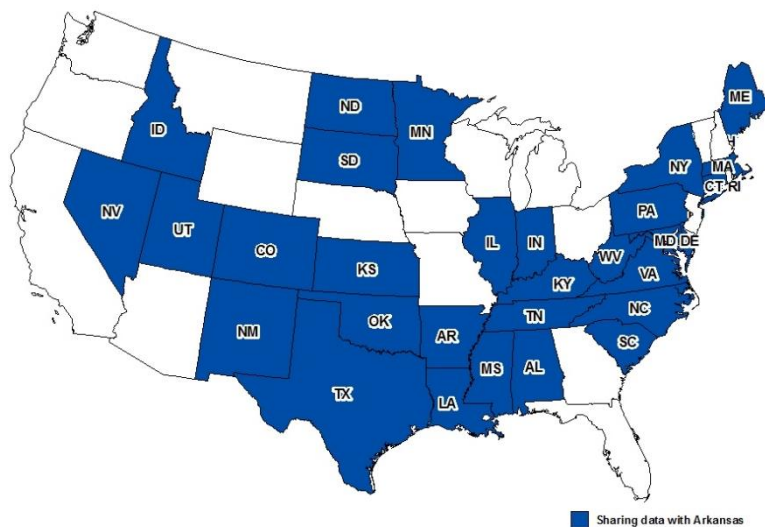 ME
ND
MN
ID
H
SD
NY
MA
CT
RI
NV
PA
UT
IL
IN
MD
DE
CO
WV
KS
VA
KY
NC
TN
OK
AR
NM
SC
MS
AL
TX
LA
Sharing data with Arkansas